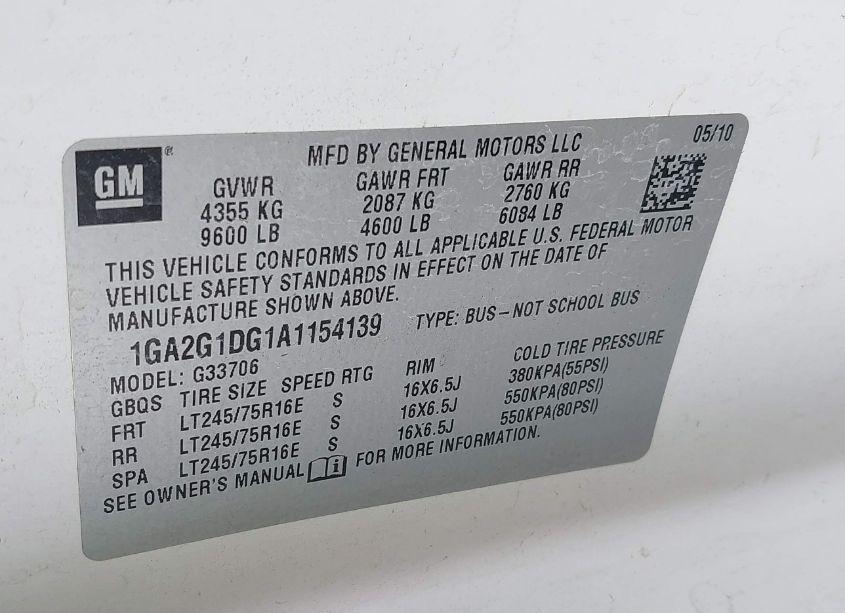 GM®
MFD BY GENERAL MOTORS LLC 05/10
GVWR GAWR FRT GAWR RR
4355 KG 2087 KG 2760 KG
9600 LB 4600 LB 6084 LB
THIS VEHICLE CONFORMS TO ALL APPLICABLE U.S. FEDERAL MOTOR
VEHICLE SAFETY STANDARDS IN EFFECT ON THE DATE OF
MANUFACTURE SHOWN ABOVE.
1GA2G1DG1A1154139 TYPE: BUS-NOT SCHOOL BUS
MODEL: G33706
GBQS TIRE SIZE SPEED RTG RIM COLD TIRE PRESSURE
FRT LT245/75R16E S 16X6.5J 380KPA(55PSI)
RR LT245/75R16E S 16X6.5J 550KPA(80PSI)
SPA LT245/75R16E S 16X6.5J 550KPA(80PSI)
SEE OWNER'S MANUAL i FOR MORE INFORMATION.